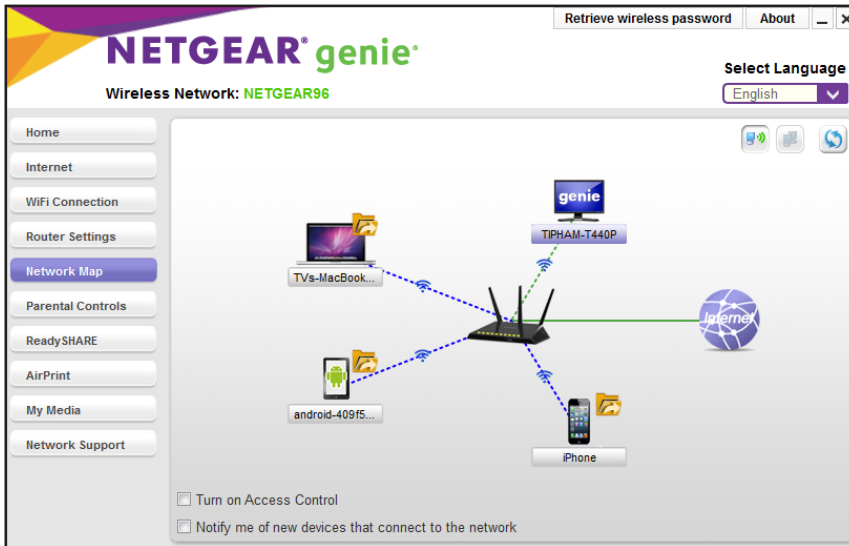 Retrieve wireless password About
NETGEAR® genie®
Select Language
Wireless Network: NETGEAR96
English
Home
Internet
WiFi Connection
Router Settings
Network Map
Parental Controls
ReadySHARE
AirPrint
My Media
Network Support
genie
TIPHAM-T440P
TVs-MacBook...
Internet
android-409f5...
iPhone
Turn on Access Control
Notify me of new devices that connect to the network